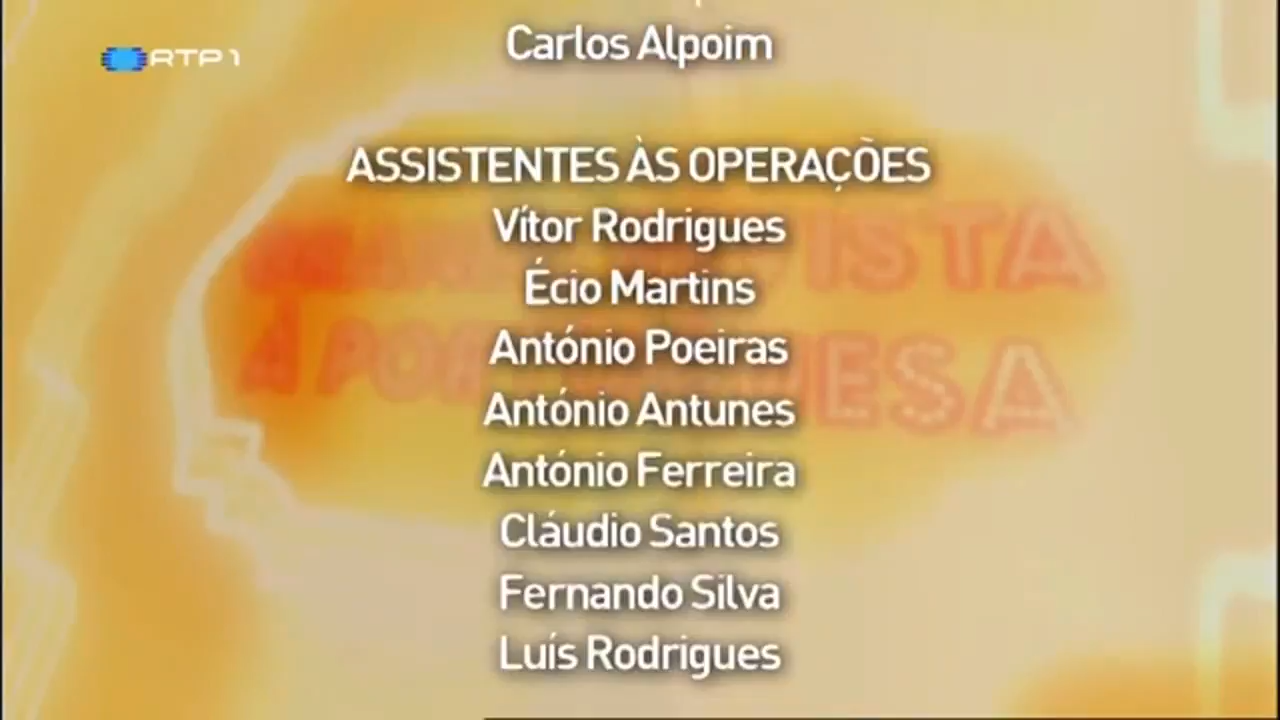 RTP1
Carlos Alpoim
ASSISTENTES ÀS OPERAÇÕES
Vítor Rodrigues
Écio Martins
António Poeiras
António Antunes
António Ferreira
Cláudio Santos
Fernando Silva
Luís Rodrigues